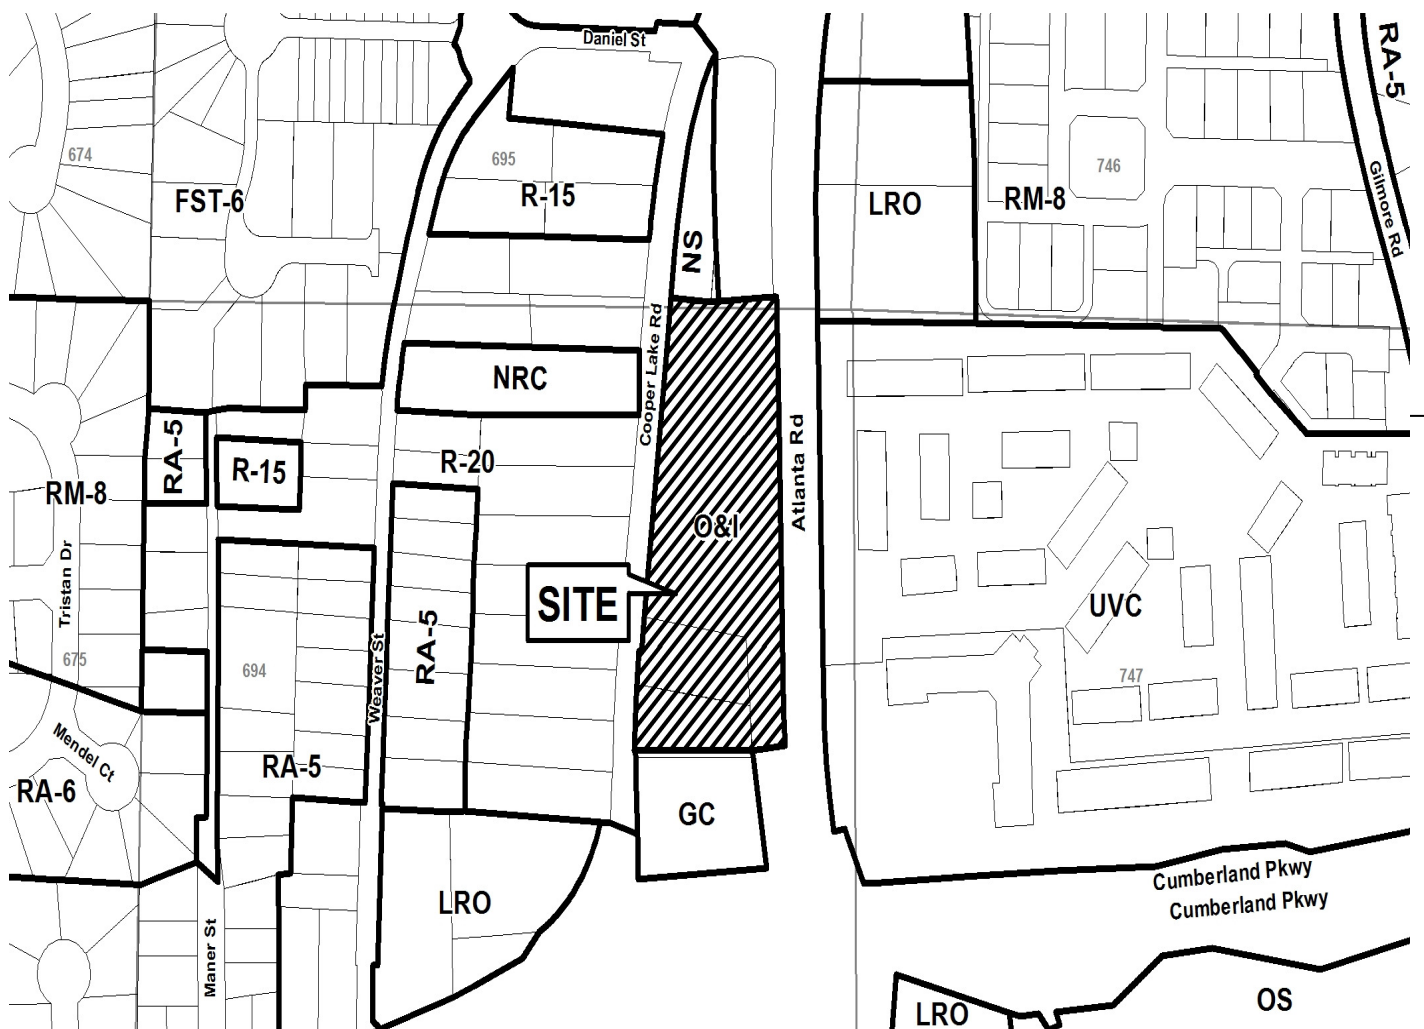 Daniel St
RA-5
674
695
746
Gilmore Rd
FST-6
R-15
LRO
RM-8
NS
Cooper Lake Rd
NRC
RA-5
R-15
R-20
RM-8
Atlanta Rd
O&I
Tristan Dr
SITE
UVC
RA-5
675
694
Weaver St
747
Mendel Ct
RA-5
RA-6
GC
Cumberland Pkwy
LRO
Cumberland Pkwy
Maner St
OS
LRO